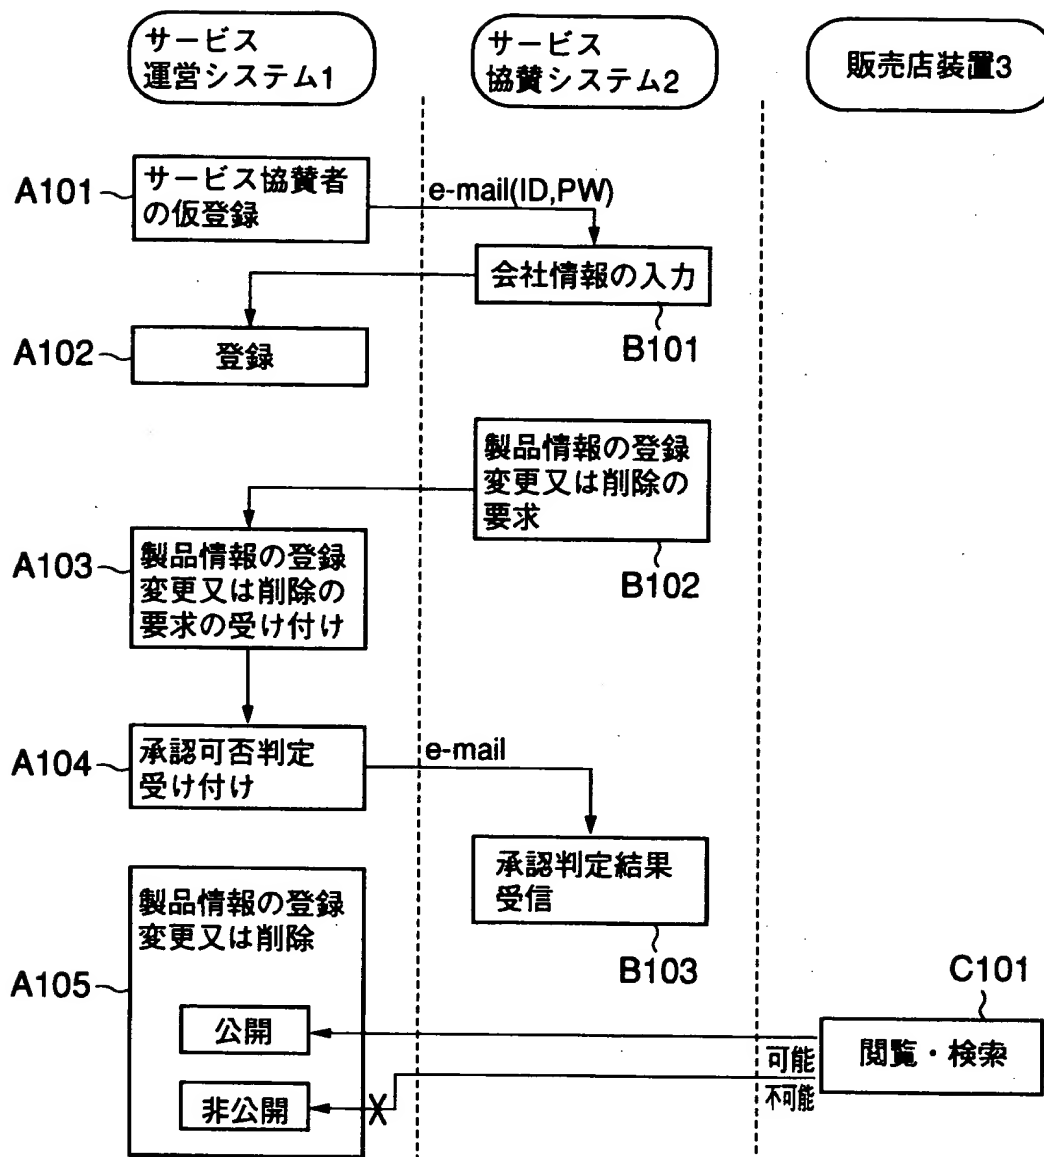 サービス
運営システム1
サービス
協賛システム2
販売店装置3
A101
サービス協賛者
の仮登録
e-mail(ID,PW)
会社情報の入力
B101
A102
登録
製品情報の登録
変更又は削除の
要求
B102
A103
製品情報の登録
変更又は削除の
要求の受け付け
A104
承認可否判定
受け付け
e-mail
承認判定結果
受信
B103
A105
製品情報の登録
変更又は削除
公開
非公開
X
C101
閲覧・検索
可能
不可能